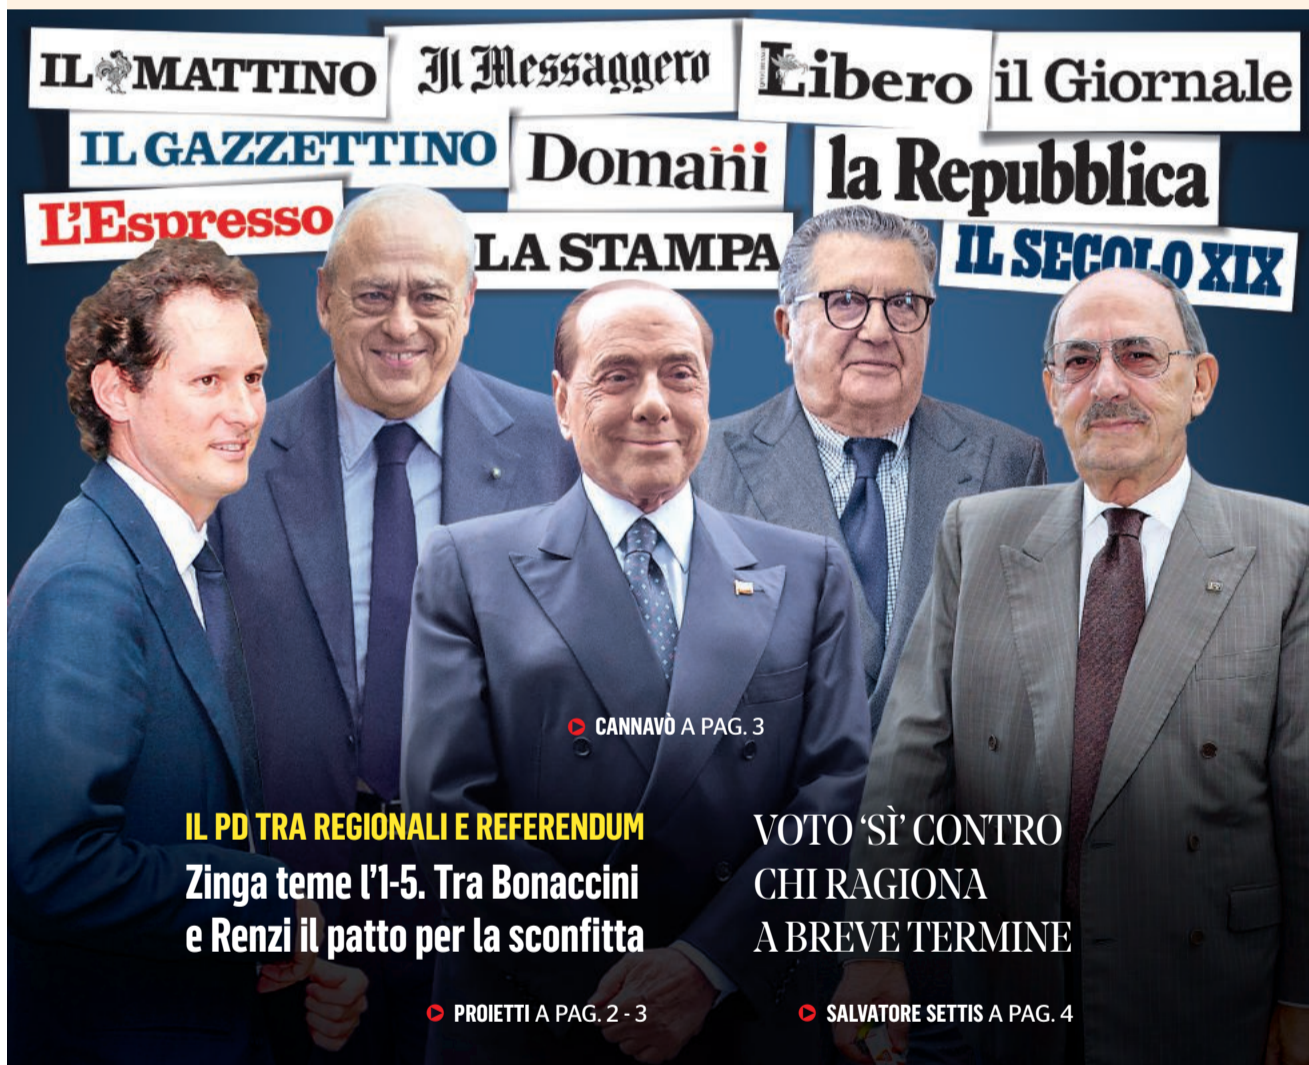 IL MATTINO
Il Messaggero
Libero
il Giornale
IL GAZZETTINO
Domani
la Repubblica
L'Espresso
LA STAMPA
IL SECOLO XIX
CANNAVÒ A PAG. 3
IL PD TRA REGIONALI E REFERENDUM
Zinga teme l'1-5. Tra Bonaccini
e Renzi il patto per la sconfitta
PROIETTI A PAG. 2 - 3
VOTO 'SÌ' CONTRO
CHI RAGIONA
A BREVE TERMINE
SALVATORE SETTIS A PAG. 4